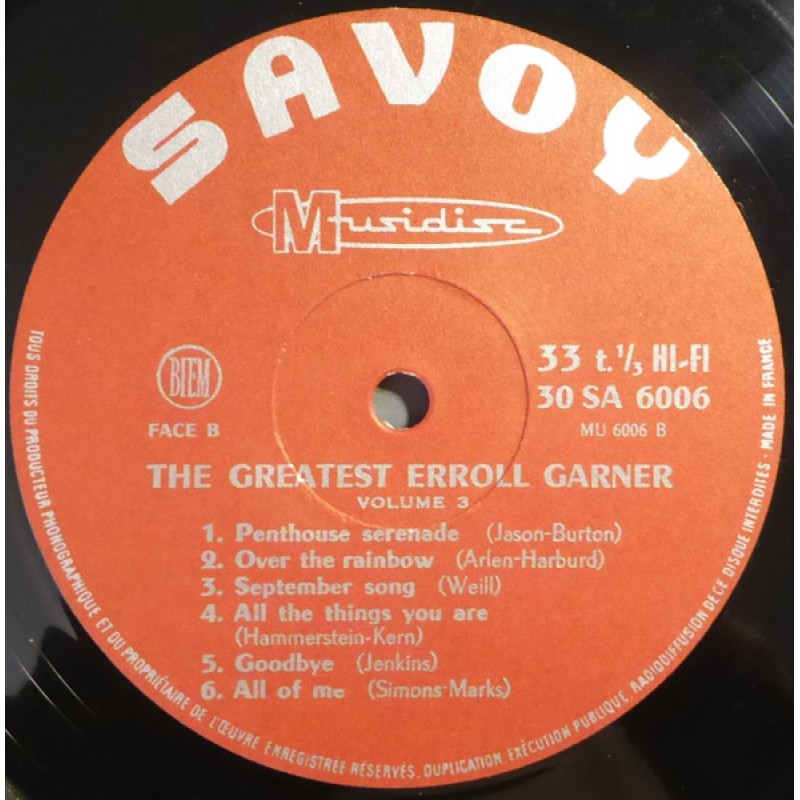 SAVOY
Musidisc
BIEM
FACE B
33 t. 1/3 HI-FI
30 SA 6006
MU 6006 B
THE GREATEST ERROLL GARNER
VOLUME 3
1. Penthouse serenade (Jason-Burton)
2. Over the rainbow (Arlen-Harburd)
3. September song (Weill)
4. All the things you are
(Hammerstein-Kern)
5. Goodbye (Jenkins)
6. All of me (Simons-Marks)
TOUS DROITS DU PRODUCTEUR PHONOGRAPHIQUE ET DU PROPRIÉTAIRE DE L'ŒUVRE ENREGISTRÉE RÉSERVÉS. DUPLICATION EXÉCUTION PUBLIQUE, RADIODIFFUSION DE CE DISQUE INTERDITES - MADE IN FRANCE